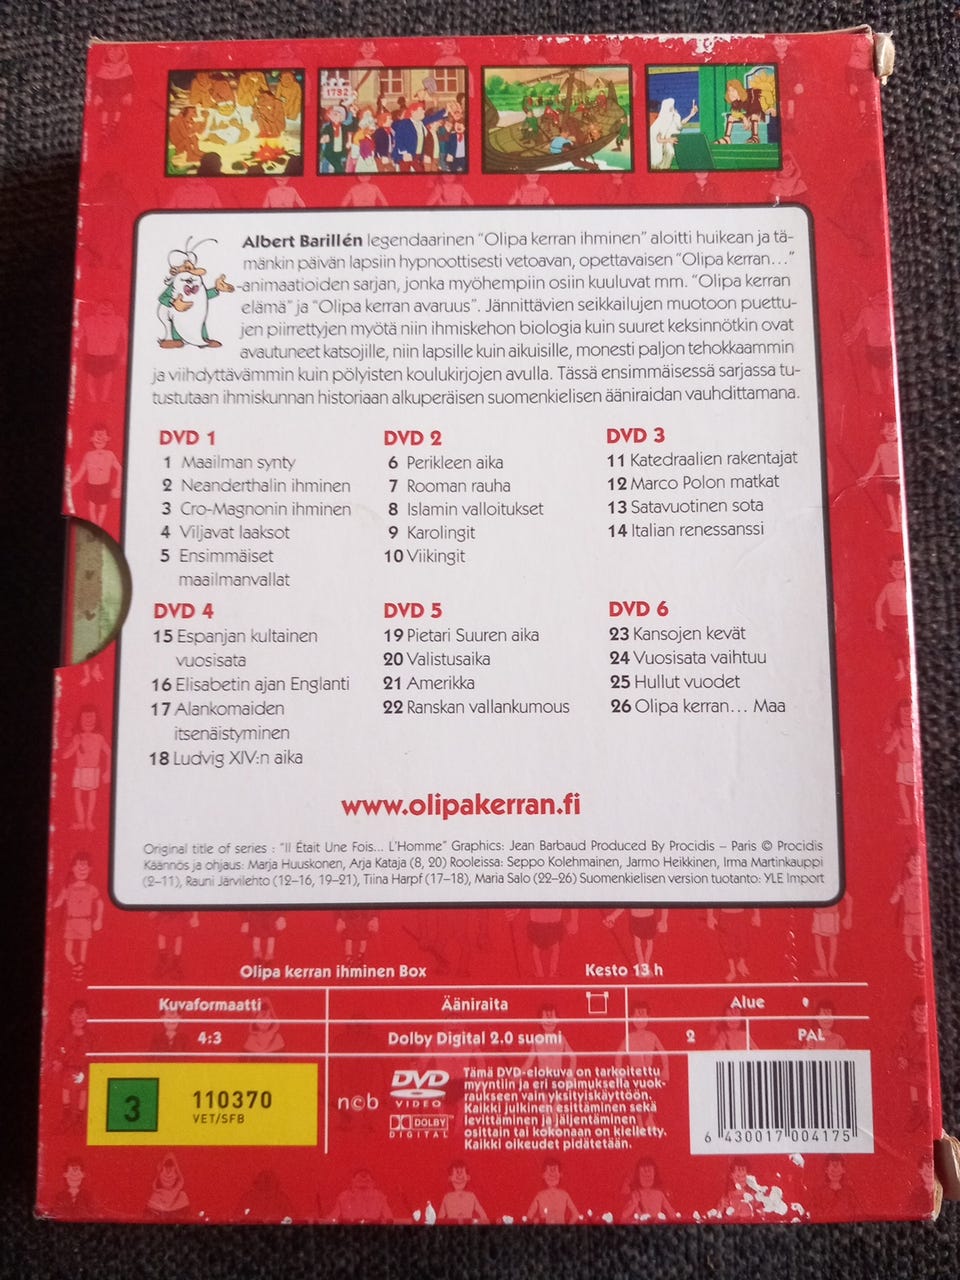 1792
Albert Barillén legendaarinen "Olipa kerran ihminen" aloitti huikean ja tä-
mänkin päivän lapsiin hypnoottisesti vetoavan, opettavaisen "Olipa kerran..."
-animaatioiden sarjan, jonka myöhempiin osiin kuuluvat mm. "Olipa kerran
elämä" ja "Olipa kerran avaruus". Jännittävien seikkailujen muotoon puettu-
jen piirrettyjen myötä niin ihmiskehon biologia kuin suuret keksinnötkin ovat
avautuneet katsojille, niin lapsille kuin aikuisille, monesti paljon tehokkaammin
ja viihdyttävämmin kuin pölyisten koulukirjojen avulla. Tässä ensimmäisessä sarjassa tu-
tustutaan ihmiskunnan historiaan alkuperäisen suomenkielisen ääniraidan vauhdittamana.
DVD 1
1 Maailman synty
2 Neanderthalin ihminen
3 Cro-Magnonin ihminen
4 Viljavat laaksot
5 Ensimmäiset
maailmanvallat
DVD 2
6 Perikleen aika
7 Rooman rauha
8 Islamin valloitukset
9 Karolingit
10 Viikingit
DVD 3
11 Katedraalien rakentajat
12 Marco Polon matkat
13 Satavuotinen sota
14 Italian renessanssi
DVD 4
15 Espanjan kultainen
vuosisata
16 Elisabetin ajan Englanti
17 Alankomaiden
itsenäistyminen
18 Ludvig XIV:n aika
DVD 5
19 Pietari Suuren aika
20 Valistusaika
21 Amerikka
22 Ranskan vallankumous
DVD 6
23 Kansojen kevät
24 Vuosisata vaihtuu
25 Hullut vuodet
26 Olipa kerran... Maa
www.olipakerran.fi
Original title of series : "Il Était Une Fois... L'Homme" Graphics: Jean Barbaud Produced By Procidis – Paris © Procidis
Käännös ja ohjaus: Marja Huuskonen, Arja Kataja (8, 20) Rooleissa: Seppo Kolehmainen, Jarmo Heikkinen, Irma Martinkauppi
(2–11), Rauni Järvilehto (12–16, 19–21), Tiina Harpf (17–18), Maria Salo (22–26) Suomenkielisen version tuotanto: YLE Import
Olipa kerran ihminen Box Kesto 13 h
Kuvaformaatti Ääniraita Alue
4:3 Dolby Digital 2.0 suomi 2 PAL
3
110370
VET/SFB
ncb
DVD
VIDEO
DOLBY
DIGITAL
Tämä DVD-elokuva on tarkoitettu
myyntiin ja eri sopimuksella vuok-
raukseen vain yksityiskäyttöön.
Kaikki julkinen esittäminen sekä
levittäminen ja jäljentäminen
osittain tai kokonaan on kielletty.
Kaikki oikeudet pidätetään.
6 430017 004175